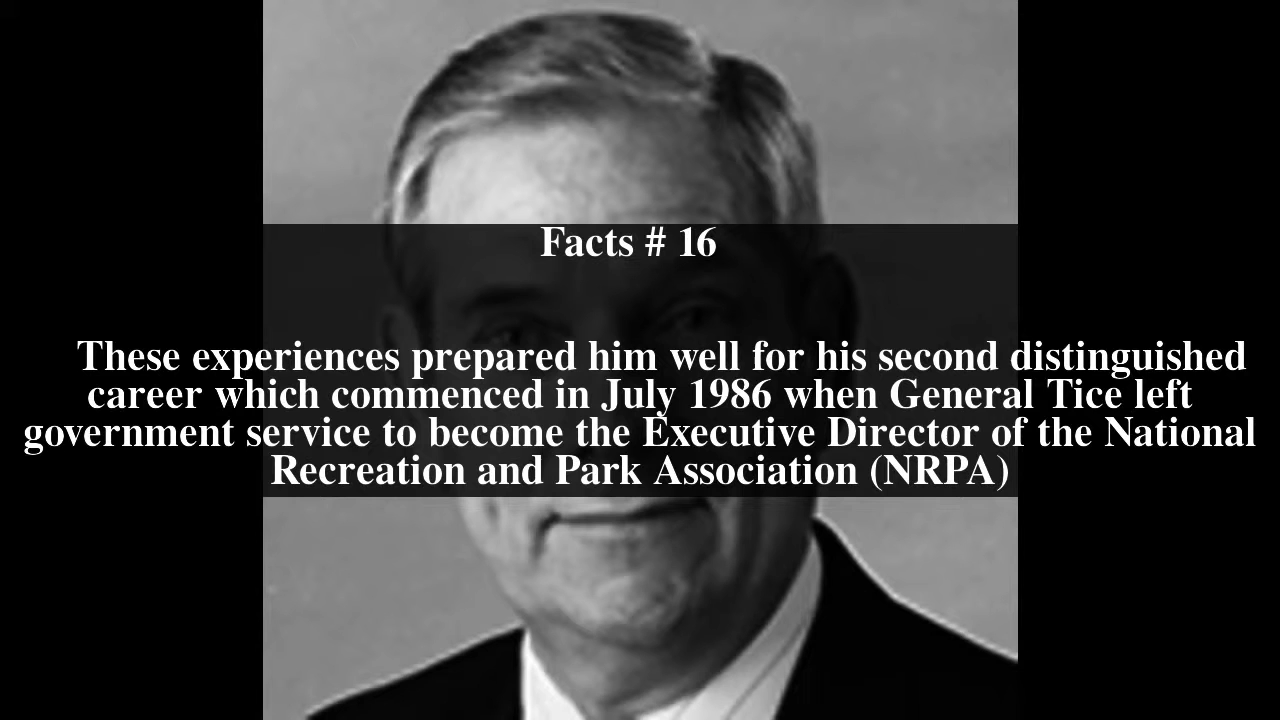 Facts # 16
These experiences prepared him well for his second distinguished
career which commenced in July 1986 when General Tice left
government service to become the Executive Director of the National
Recreation and Park Association (NRPA)